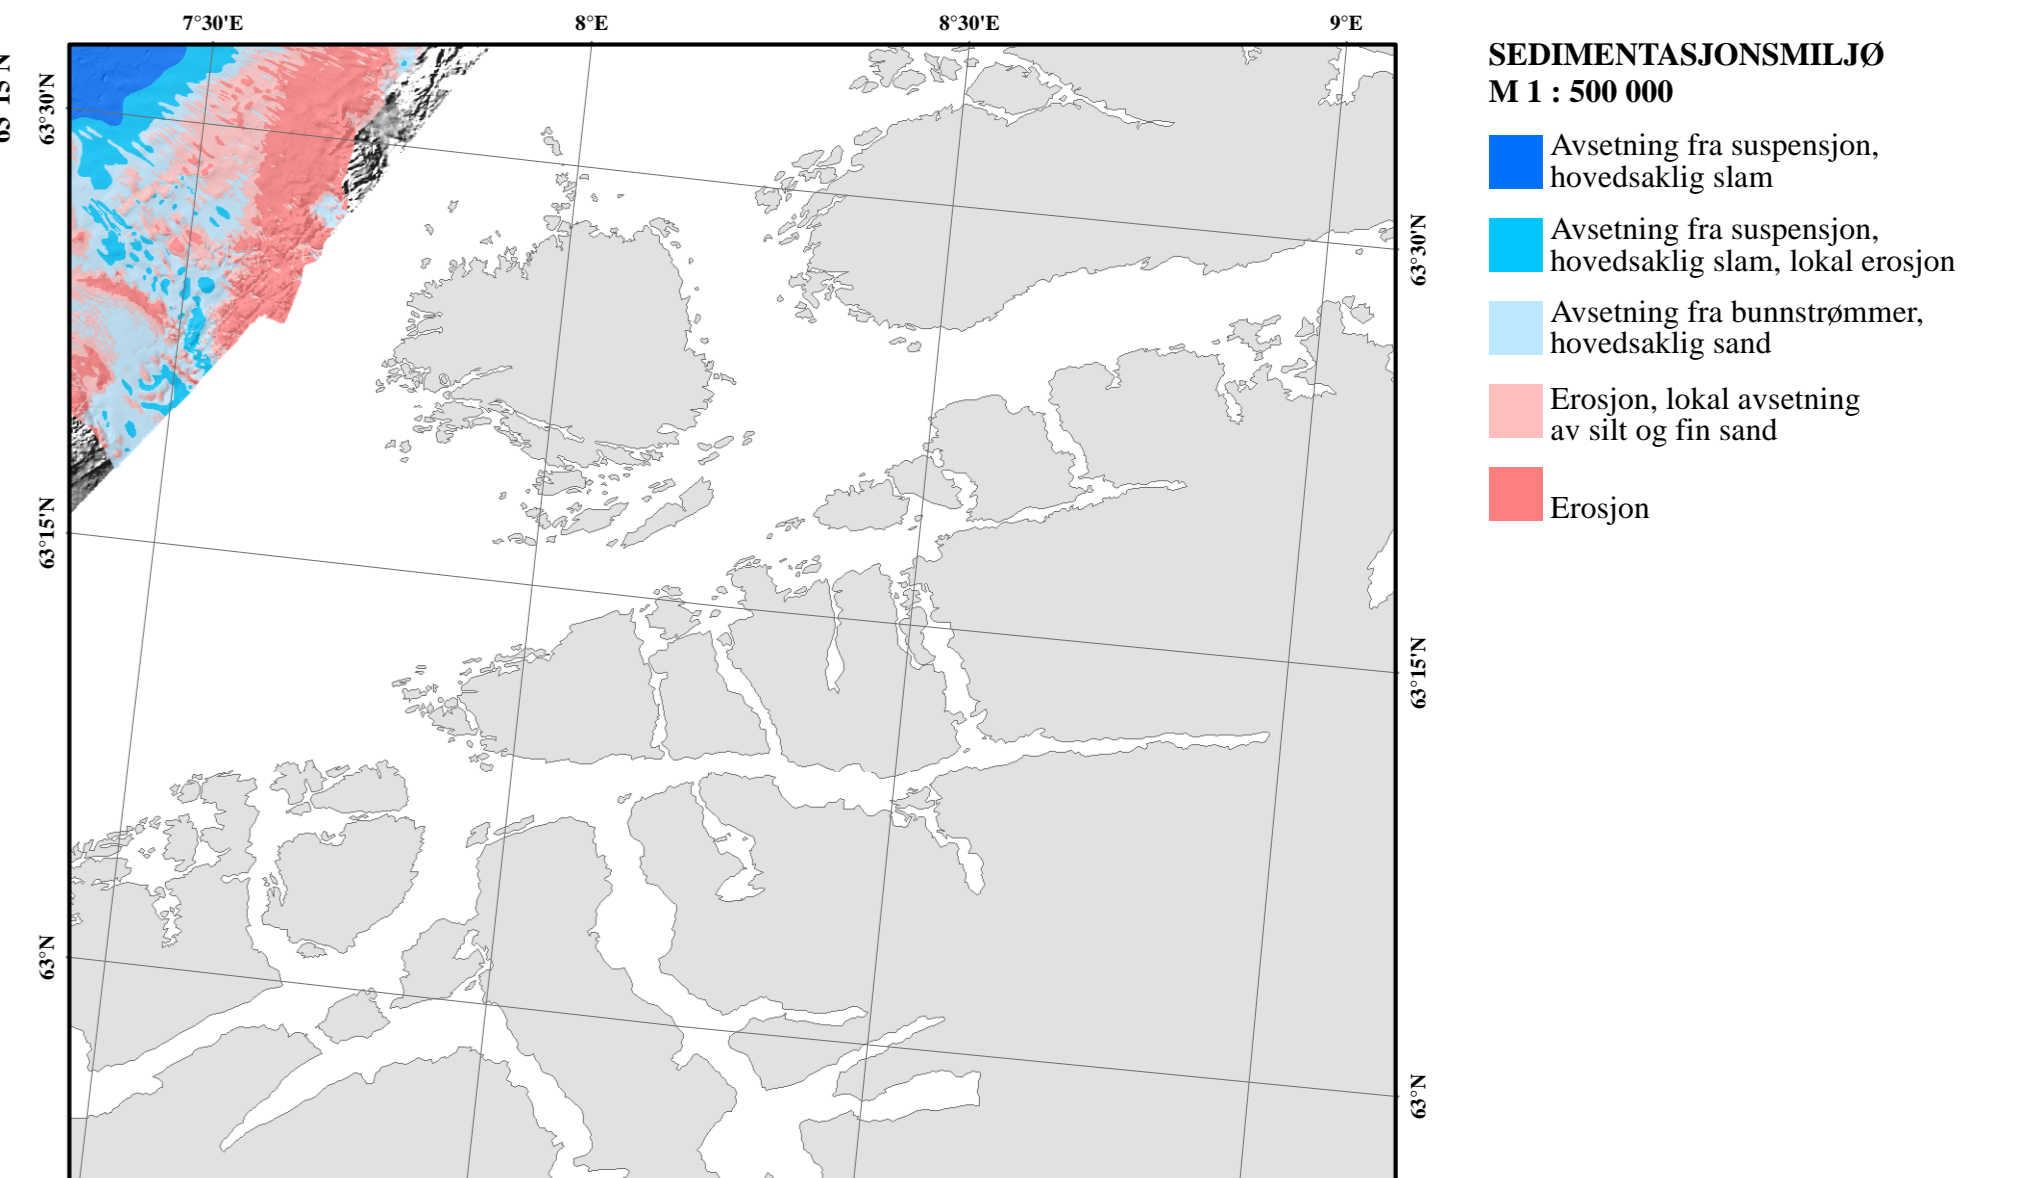 7°30'E 8°E 8°30'E 9°E
63°30'N
63°15'N
63°N
63°30'N
63°15'N
63°N
SEDIMENTASJONSMILJØ
M 1 : 500 000
Avsetning fra suspensjon,
hovedsaklig slam
Avsetning fra suspensjon,
hovedsaklig slam, lokal erosjon
Avsetning fra bunnstrømmer,
hovedsaklig sand
Erosjon, lokal avsetning
av silt og fin sand
Erosjon